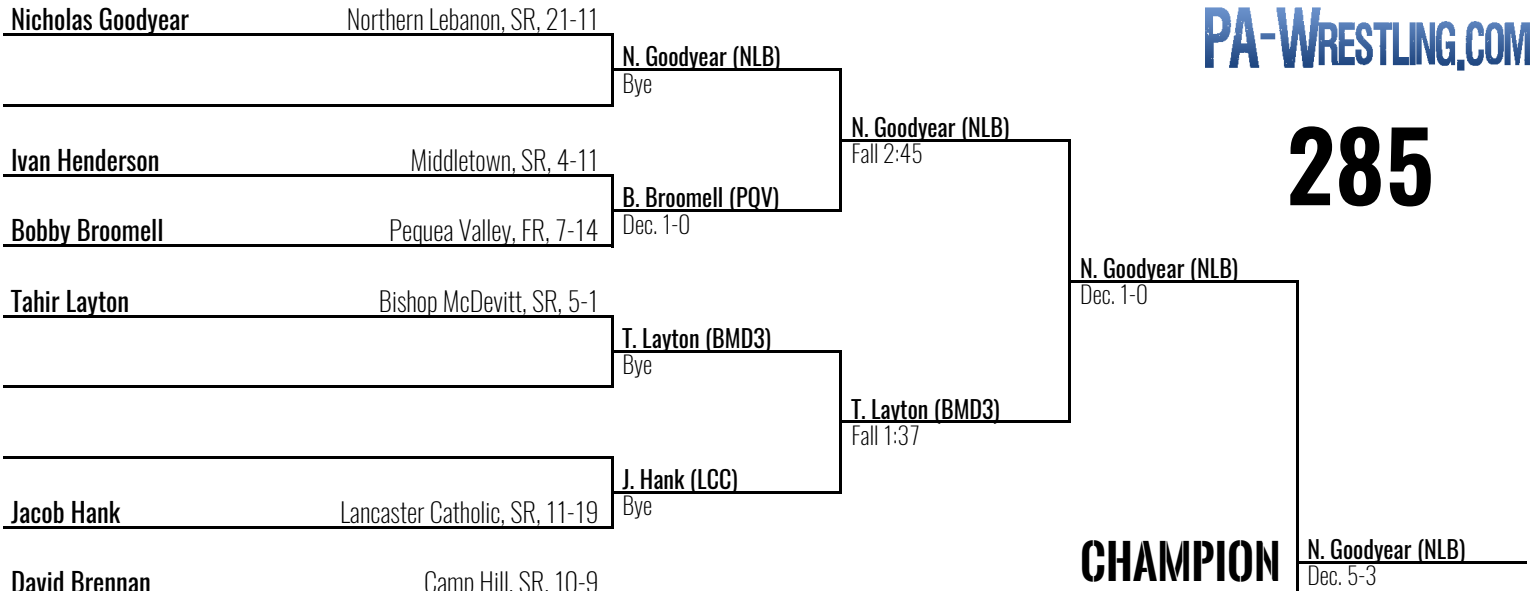 Nicholas Goodyear Northern Lebanon, SR, 21-11
N. Goodyear (NLB)
Bye
Ivan Henderson Middletown, SR, 4-11
Bobby Broomell Pequea Valley, FR, 7-14
B. Broomell (PQV)
Dec. 1-0
N. Goodyear (NLB)
Fall 2:45
Tahir Layton Bishop McDevitt, SR, 5-1
T. Layton (BMD3)
Bye
Jacob Hank Lancaster Catholic, SR, 11-19
J. Hank (LCC)
Bye
T. Layton (BMD3)
Fall 1:37
N. Goodyear (NLB)
Dec. 1-0
David Brennan Camp Hill, SR, 10-9
PA-WRESTLING.COM
285
CHAMPION
N. Goodyear (NLB)
Dec. 5-3